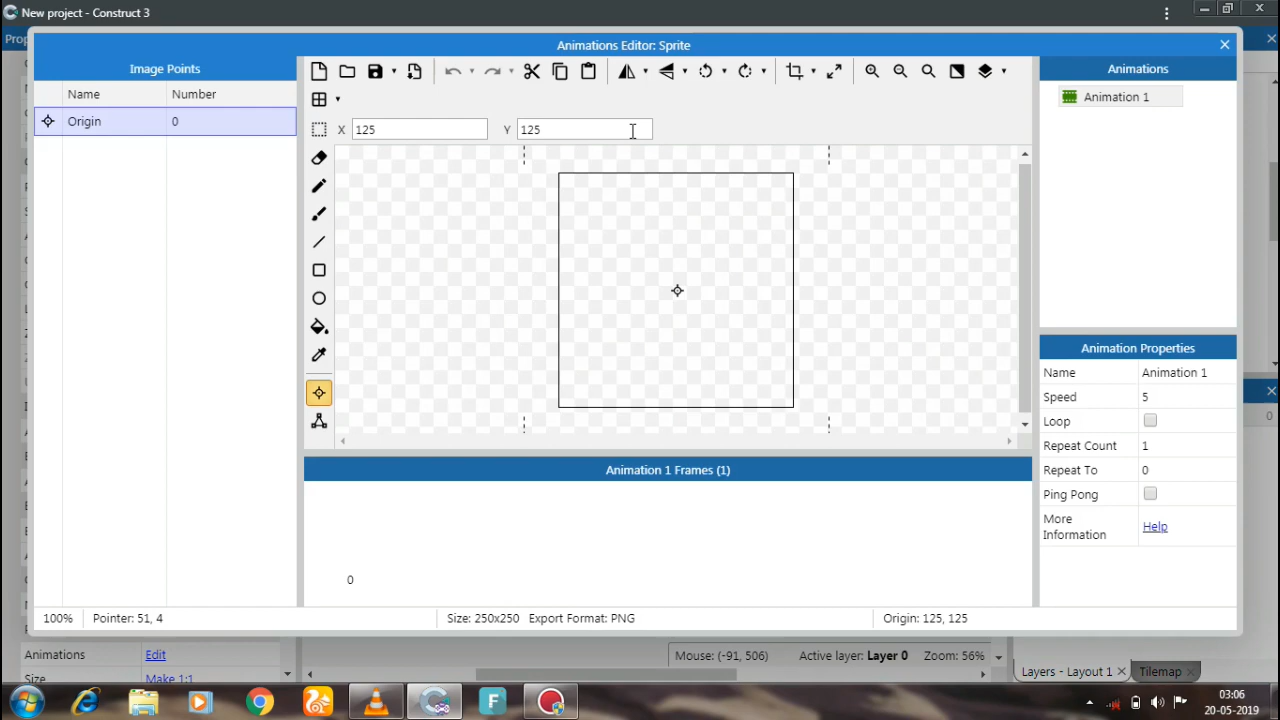 New project - Construct 3
Prop
Animations Editor: Sprite
Image Points
Name Number
Origin 0
X 125 Y 125
Animations
Animation 1
Animation Properties
Name Animation 1
Speed 5
Loop
Repeat Count 1
Repeat To 0
Ping Pong
More Information Help
Animation 1 Frames (1)
0
0
100% Pointer: 51, 4 Size: 250x250 Export Format: PNG Origin: 125, 125
Animations Edit
Size Make 1:1
Mouse: (-91, 506) Active layer: Layer 0 Zoom: 56%
Layers - Layout 1 Tilemap
F
03:06
20-05-2019